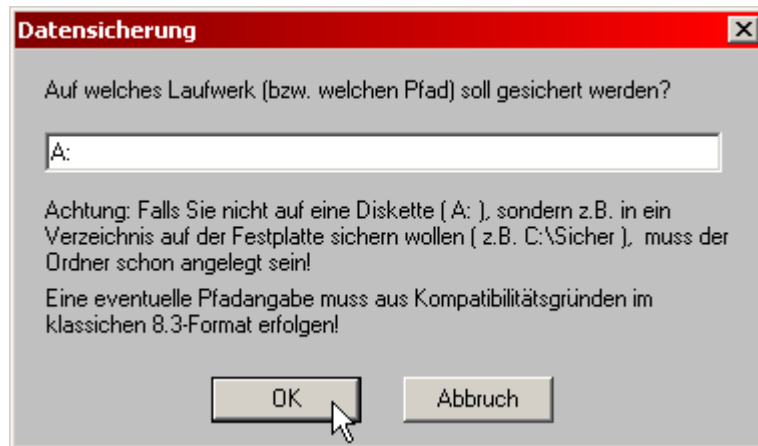 Datensicherung
Auf welches Laufwerk (bzw. welchen Pfad) soll gesichert werden?
A:
Achtung: Falls Sie nicht auf eine Diskette ( A: ), sondern z.B. in ein
Verzeichnis auf der Festplatte sichern wollen ( z.B. C:\Sicher ),  muss der
Ordner schon angelegt sein!
Eine eventuelle Pfadangabe muss aus Kompatibilitätsgründen im
klassichen 8.3-Format erfolgen!
OK Abbruch